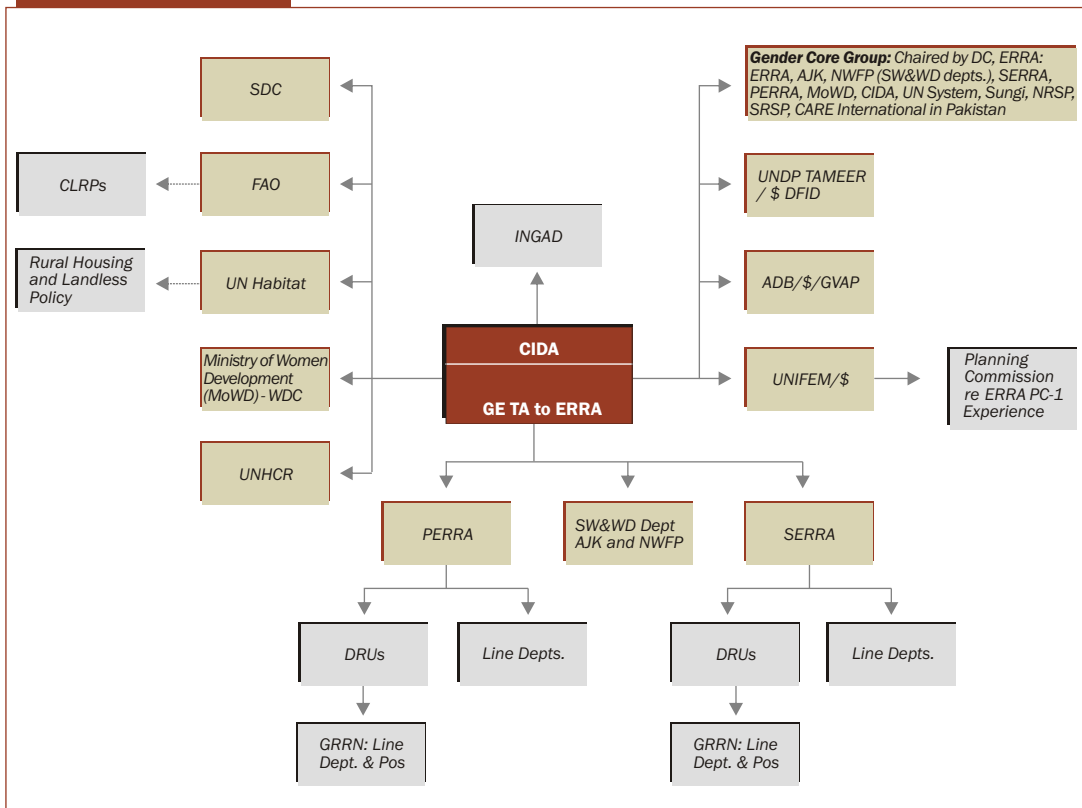 SDC
Gender Core Group: Chaired by DC, ERRA:
ERRA, AJK, NWFP (SW&WD depts.), SERRA,
PERRA, MoWD, CIDA, UN System, Sungi, NRSP,
SRSP, CARE International in Pakistan
CLRPs
FAO
UNDP TAMEER
/ $ DFID
INGAD
Rural Housing
and Landless
Policy
UN Habitat
ADB/$/GVAP
Ministry of Women
Development
(MoWD) - WDC
CIDA
GE TA to ERRA
UNIFEM/$
Planning
Commission
re ERRA PC-1
Experience
UNHCR
PERRA
SW&WD Dept
AJK and NWFP
SERRA
DRUs
Line Depts.
DRUs
Line Depts.
GRRN: Line
Dept. & Pos
GRRN: Line
Dept. & Pos